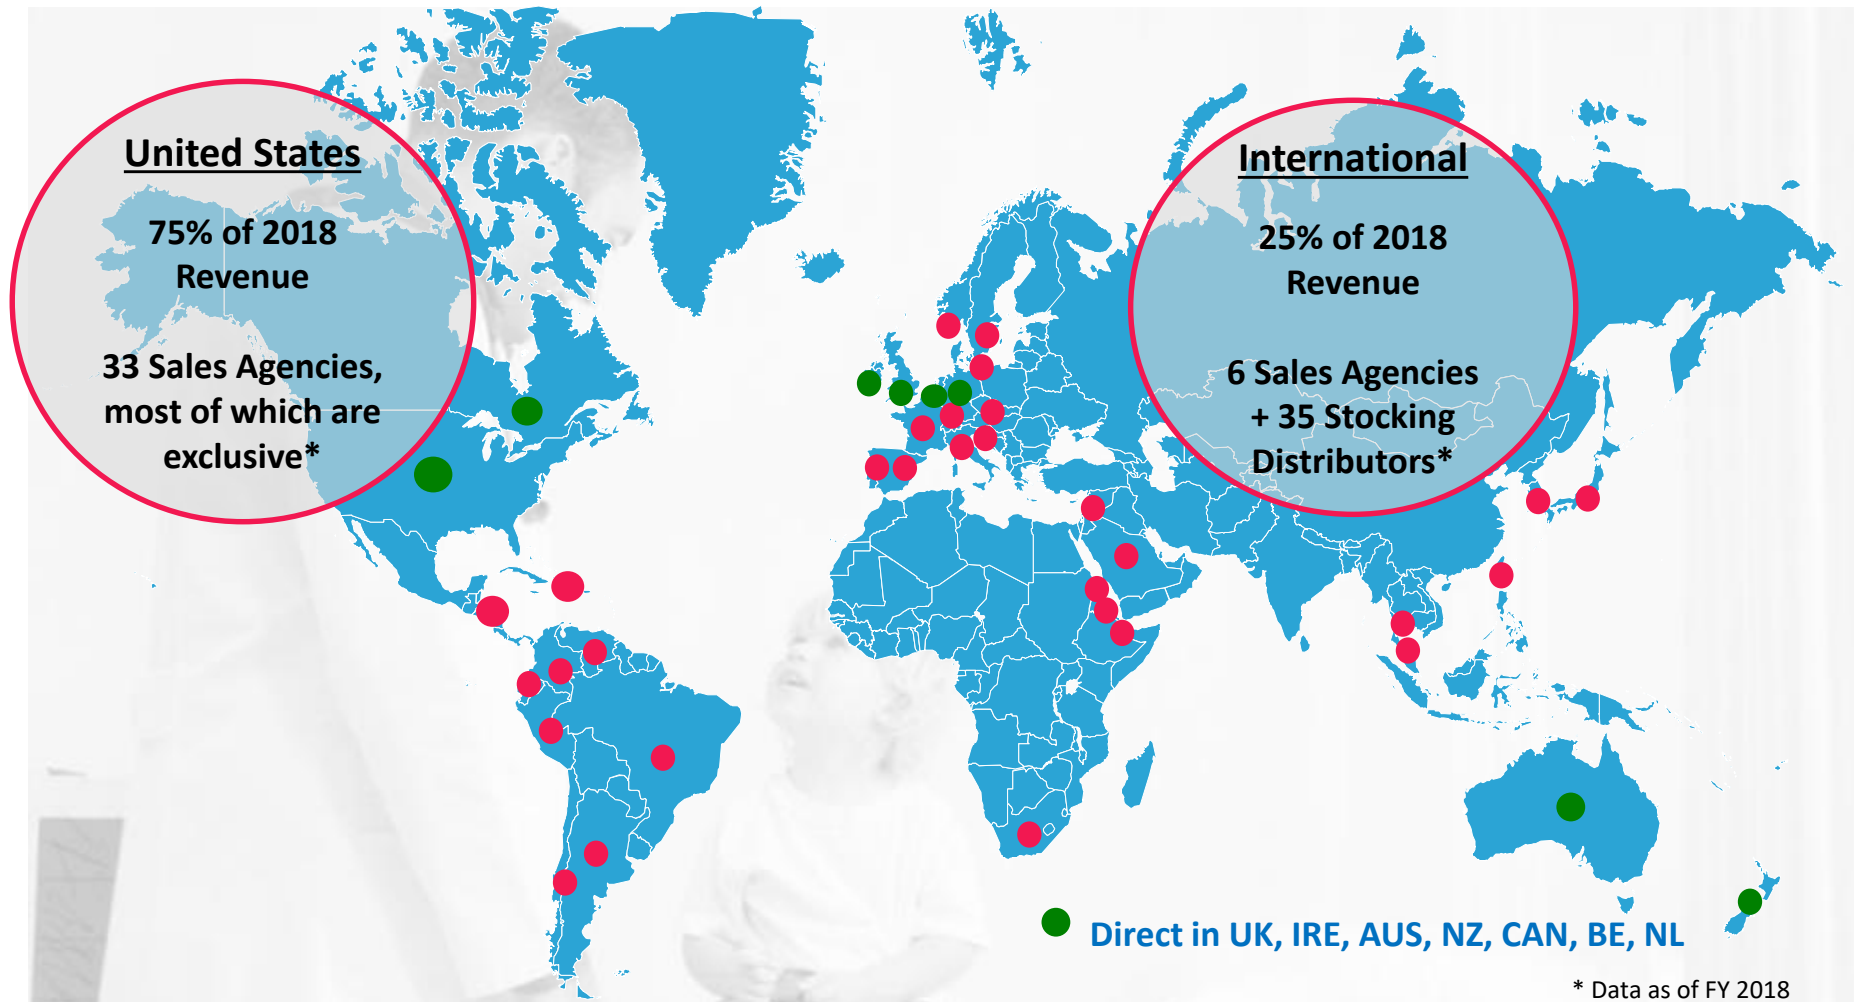 United States
75% of 2018
Revenue
33 Sales Agencies,
most of which are
exclusive*
International
25% of 2018
Revenue
6 Sales Agencies
+ 35 Stocking
Distributors*
Direct in UK, IRE, AUS, NZ, CAN, BE, NL
* Data as of FY 2018